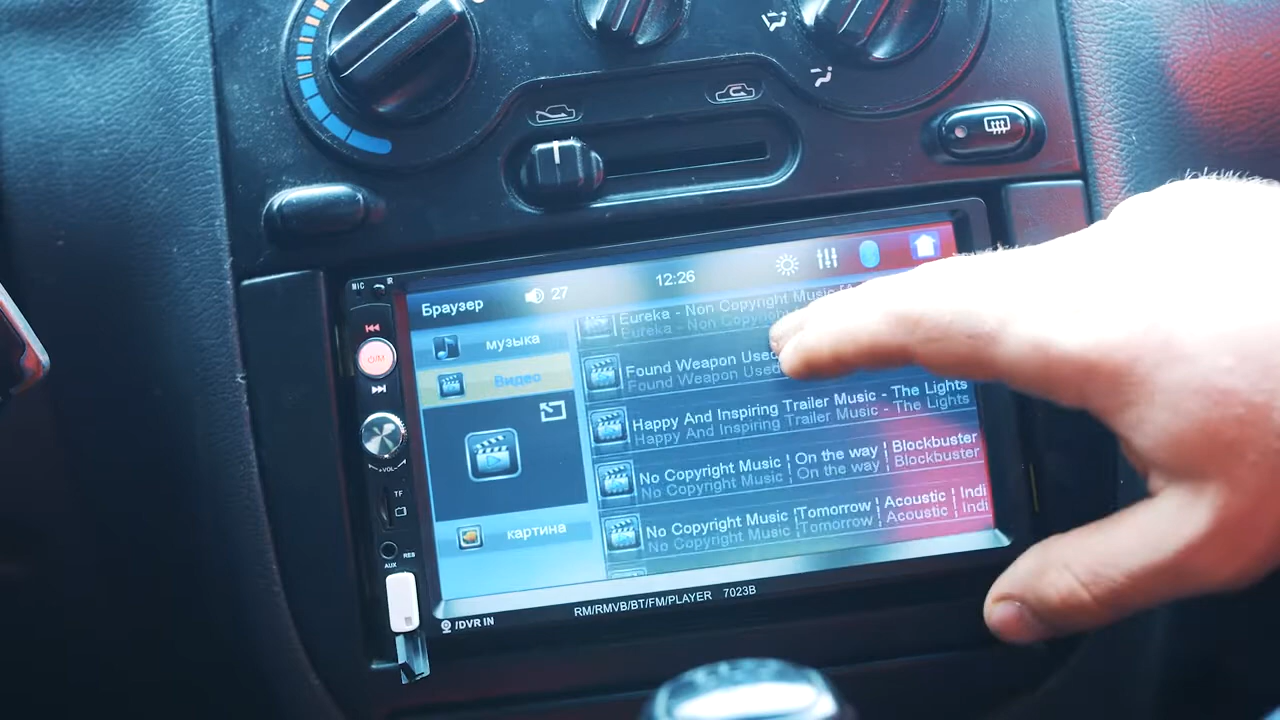 MIC
IR
Браузер
27
12:26
O/M
музыка
Видео
картина
Eureka - Non Copyright Music
Eureka - Non Copyright
Found Weapon Used
Found Weapon Used
Happy And Inspiring Trailer Music - The Lights
Happy And Inspiring Trailer Music - The Lights
No Copyright Music ¦ On the way ¦ Blockbuster
No Copyright Music ¦ On the way ¦ Blockbuster
No Copyright Music ¦Tomorrow ¦ Acoustic ¦ Indi
No Copyright Music ¦Tomorrow ¦ Acoustic ¦ Indi
-VOL+
TF
RES
AUX
/DVR IN
RM/RMVB/BT/FM/PLAYER 7023B